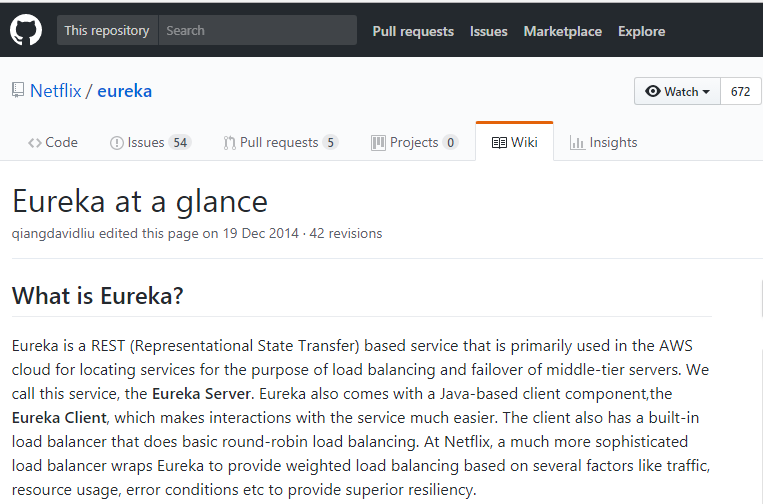 This repository Search Pull requests Issues Marketplace Explore
Netflix / eureka Watch 672
Code Issues 54 Pull requests 5 Projects 0 Wiki Insights
Eureka at a glance
qiangdavidliu edited this page on 19 Dec 2014 · 42 revisions
What is Eureka?
Eureka is a REST (Representational State Transfer) based service that is primarily used in the AWS
cloud for locating services for the purpose of load balancing and failover of middle-tier servers. We
call this service, the Eureka Server. Eureka also comes with a Java-based client component,the
Eureka Client, which makes interactions with the service much easier. The client also has a built-in
load balancer that does basic round-robin load balancing. At Netflix, a much more sophisticated
load balancer wraps Eureka to provide weighted load balancing based on several factors like traffic,
resource usage, error conditions etc to provide superior resiliency.